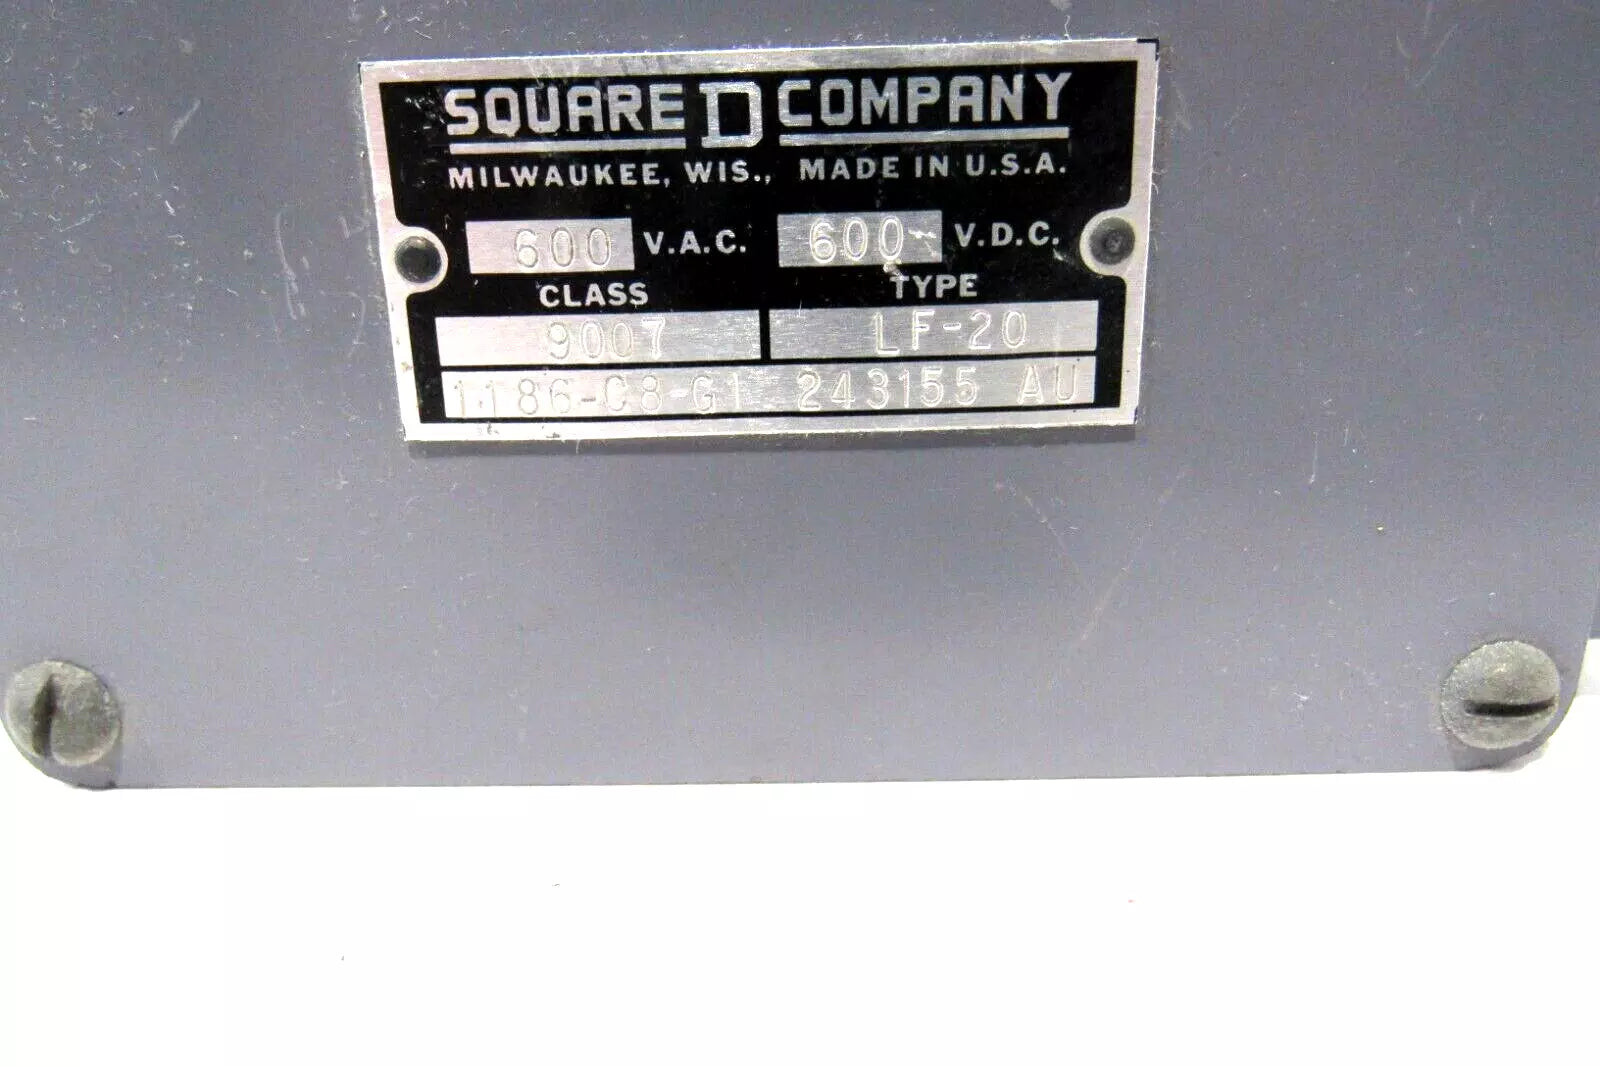 SQUARE D COMPANY
MILWAUKEE, WIS., MADE IN U.S.A.
600 V.A.C. 600 V.D.C.
CLASS TYPE
9007 LF-20
1186-C8-G1 243155 AU